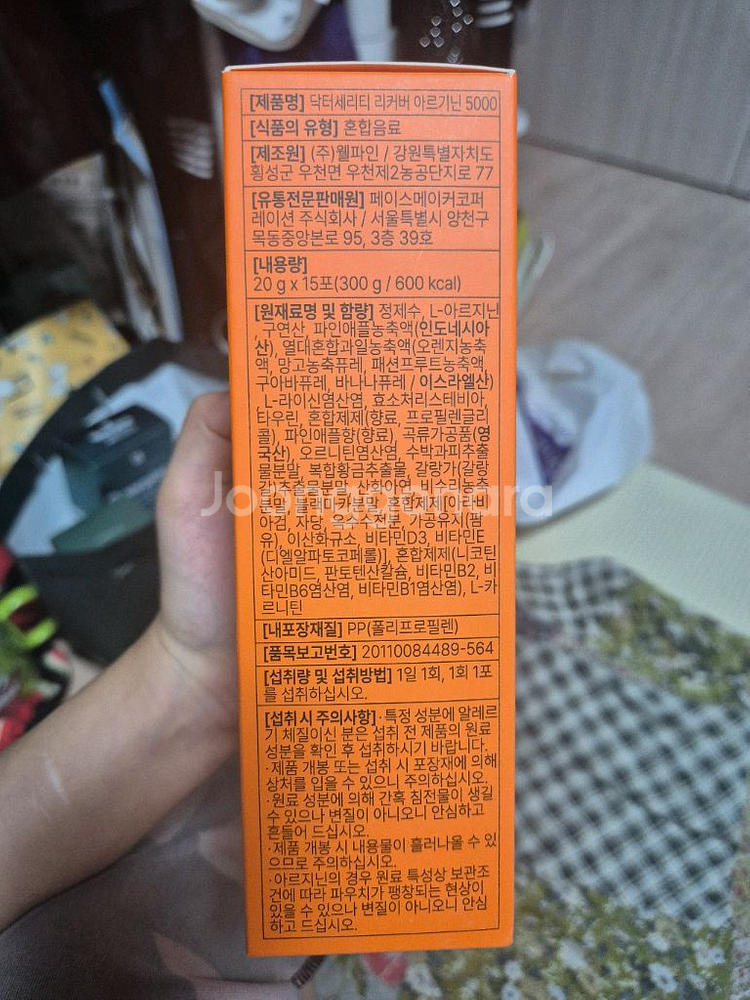 [제품명] 닥터세리티 리커버 아르기닌 5000
[식품의 유형] 혼합음료
[제조원] (주)웰파인 / 강원특별자치도
횡성군 우천면 우천제2농공단지로 77
[유통전문판매원] 페이스메이커코퍼
레이션 주식회사 / 서울특별시 양천구
목동중앙본로 95, 3층 39호
[내용량]
20 g x 15포(300 g / 600 kcal)
[원재료명 및 함량] 정제수, L-아르지닌
, 구연산, 파인애플농축액(인도네시아
산), 열대혼합과일농축액(오렌지농축
액, 망고농축퓨레, 패션프루트농축액,
구아바퓨레, 바나나퓨레 / 이스라엘산)
, L-라이신염산염, 효소처리스테비아,
타우린, 혼합제제(향료, 프로필렌글리
콜), 파인애플향(향료), 곡류가공품(영
국산), 오르니틴염산염, 수박과피추출
물분말, 복합황금추출물, 갈랑가(갈랑
산화아연, 비수리농축
혼합제제[아라비
아검, 자당, 가공유지(팜
유), 이산화규소, 비타민D3, 비타민E
(디엘알파토코페롤)], 혼합제제(니코틴
산아미드, 판토텐산칼슘, 비타민B2, 비
타민B6염산염, 비타민B1염산염), L-카
르니틴
[내포장재질] PP(폴리프로필렌)
[품목보고번호] 20110084489-564
[섭취량 및 섭취방법] 1일 1회, 1회 1포
를 섭취하십시오.
[섭취 시 주의사항]·특정 성분에 알레르
기 체질이신 분은 섭취 전 제품의 원료
성분을 확인 후 섭취하시기 바랍니다.
·제품 개봉 또는 섭취 시 포장재에 의해
상처를 입을 수 있으니 주의하십시오.
·원료 성분에 의해 간혹 침전물이 생길
수 있으나 변질이 아니오니 안심하고
흔들어 드십시오.
·제품 개봉 시 내용물이 흘러나올 수 있
으므로 주의하십시오.
·아르지닌의 경우 원료 특성상 보관조
건에 따라 파우치가 팽창되는 현상이
있을 수 있으나 변질이 아니오니 안심
하고 드십시오.
Joonggonara